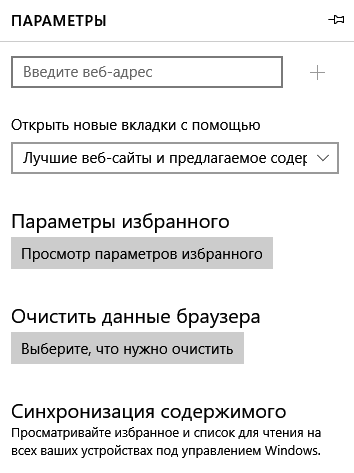 ПАРАМЕТРЫ
Введите веб-адрес
Открыть новые вкладки с помощью
Лучшие веб-сайты и предлагаемое содер
Параметры избранного
Просмотр параметров избранного
Очистить данные браузера
Выберите, что нужно очистить
Синхронизация содержимого
Просматривайте избранное и список для чтения на
всех ваших устройствах под управлением Windows.